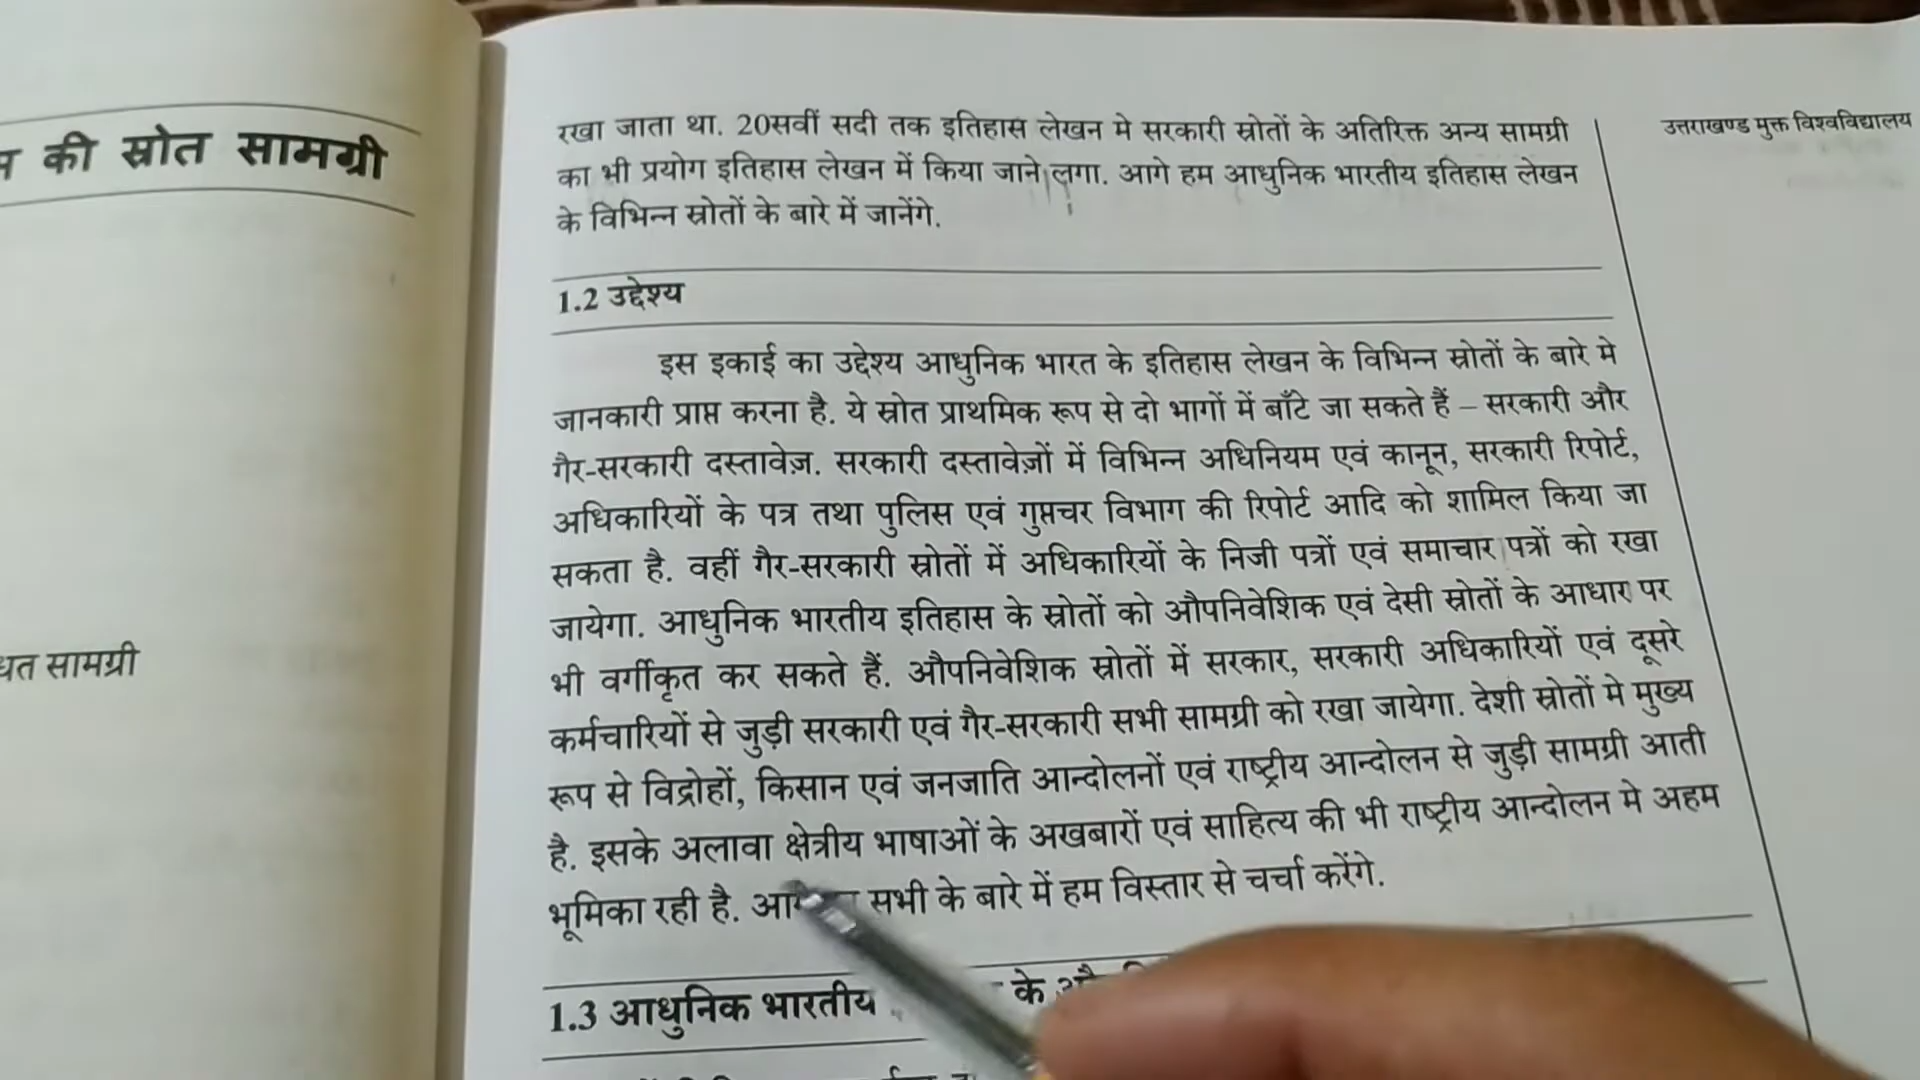 की स्रोत सामग्री
सामग्री
रखा जाता था. 20सवीं सदी तक इतिहास लेखन मे सरकारी स्रोतों के अतिरिक्त अन्य सामग्री
का भी प्रयोग इतिहास लेखन में किया जाने लगा. आगे हम आधुनिक भारतीय इतिहास लेखन
के विभिन्न स्रोतों के बारे में जानेंगे.
उत्तराखण्ड मुक्त विश्वविद्यालय
1.2 उद्देश्य
इस इकाई का उद्देश्य आधुनिक भारत के इतिहास लेखन के विभिन्न स्रोतों के बारे मे
जानकारी प्राप्त करना है. ये स्रोत प्राथमिक रूप से दो भागों में बाँटे जा सकते हैं – सरकारी और
गैर-सरकारी दस्तावेज़. सरकारी दस्तावेज़ों में विभिन्न अधिनियम एवं कानून, सरकारी रिपोर्ट,
अधिकारियों के पत्र तथा पुलिस एवं गुप्तचर विभाग की रिपोर्ट आदि को शामिल किया जा
सकता है. वहीं गैर-सरकारी स्रोतों में अधिकारियों के निजी पत्रों एवं समाचार पत्रों को रखा
जायेगा. आधुनिक भारतीय इतिहास के स्रोतों को औपनिवेशिक एवं देसी स्रोतों के आधार पर
भी वर्गीकृत कर सकते हैं. औपनिवेशिक स्रोतों में सरकार, सरकारी अधिकारियों एवं दूसरे
कर्मचारियों से जुड़ी सरकारी एवं गैर-सरकारी सभी सामग्री को रखा जायेगा. देशी स्रोतों मे मुख्य
रूप से विद्रोहों, किसान एवं जनजाति आन्दोलनों एवं राष्ट्रीय आन्दोलन से जुड़ी सामग्री आती
है. इसके अलावा क्षेत्रीय भाषाओं के अखबारों एवं साहित्य की भी राष्ट्रीय आन्दोलन मे अहम
भूमिका रही है. सभी के बारे में हम विस्तार से चर्चा करेंगे.
1.3 आधुनिक भारतीय के